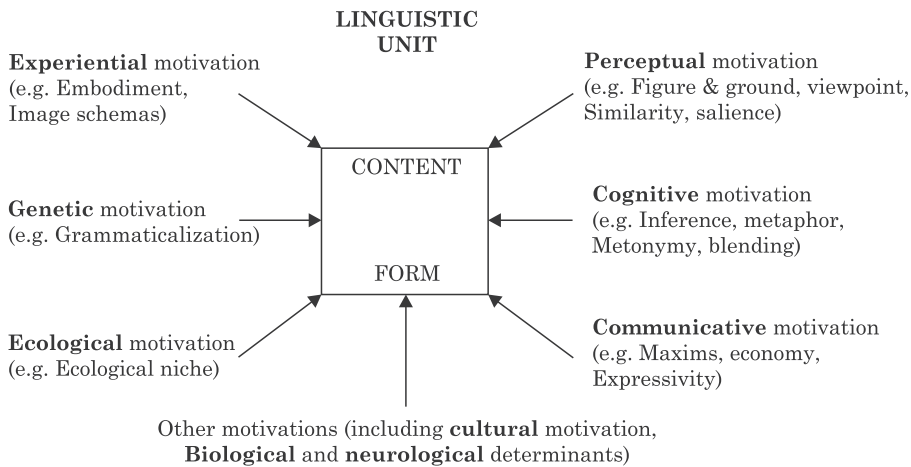 LINGUISTIC
UNIT
Experiential motivation
(e.g. Embodiment,
Image schemas)
Perceptual motivation
(e.g. Figure & ground, viewpoint,
Similarity, salience)
CONTENT
Genetic motivation
(e.g. Grammaticalization)
Cognitive motivation
(e.g. Inference, metaphor,
Metonymy, blending)
FORM
Ecological motivation
(e.g. Ecological niche)
Communicative motivation
(e.g. Maxims, economy,
Expressivity)
Other motivations (including cultural motivation,
Biological and neurological determinants)